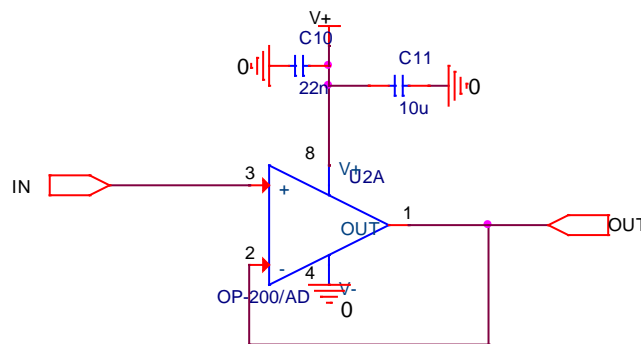 V+
C10
0
22n
C11
10u
0
8
V+
U2A
3
+
IN
OUT
1
OUT
2
-
4
V-
OP-200/AD
0